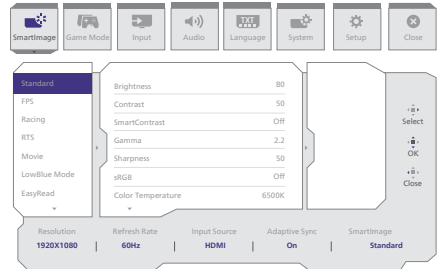 SmartImage
Game Mode
Input
Audio
TXT
Language
System
Setup
Close
Standard
FPS
Racing
RTS
Movie
LowBlue Mode
EasyRead
Brightness 80
Contrast 50
SmartContrast Off
Gamma 2.2
Sharpness 50
sRGB Off
Color Temperature 6500K
Select
OK
Close
Resolution Refresh Rate Input Source Adaptive Sync SmartImage
1920X1080 | 60Hz | HDMI | On | Standard